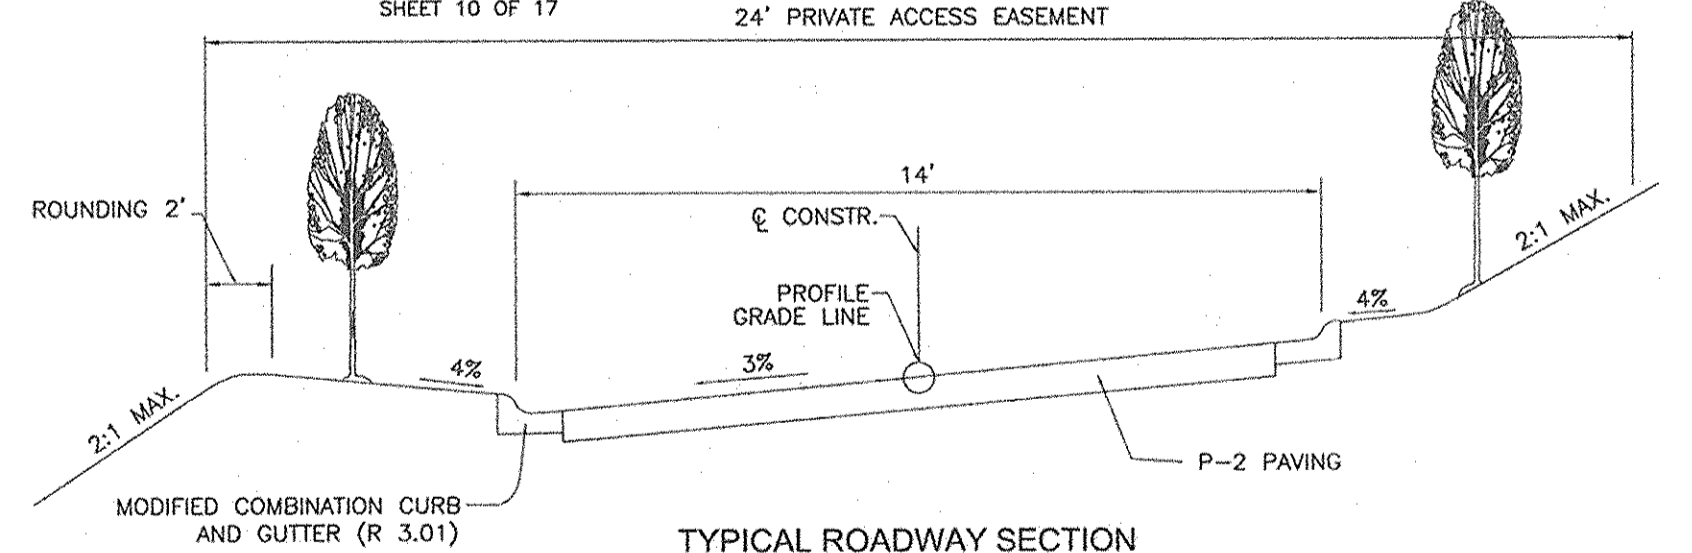 SHEET 10 OF 17
24' PRIVATE ACCESS EASEMENT
14'
ROUNDING 2'
℄ CONSTR.
2:1 MAX.
PROFILE
GRADE LINE
4%
3%
4%
2:1 MAX.
P-2 PAVING
MODIFIED COMBINATION CURB
AND GUTTER (R 3.01)
TYPICAL ROADWAY SECTION